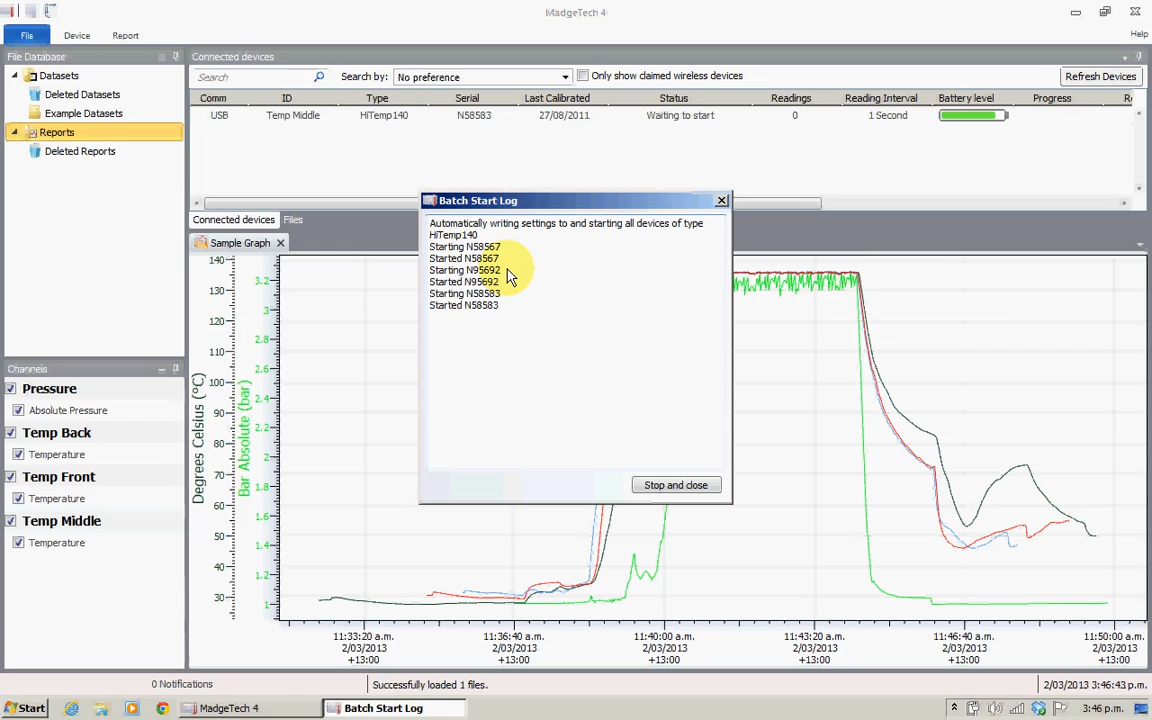 MadgeTech 4
File Device Report Help
File Database
Datasets
Deleted Datasets
Example Datasets
Reports
Deleted Reports
Connected devices
Search Search by: No preference Only show claimed wireless devices Refresh Devices
Comm ID Type Serial Last Calibrated Status Readings Reading Interval Battery level Progress
USB Temp Middle HiTemp140 N58583 27/08/2011 Waiting to start 0 1 Second
Connected devices Files
Sample Graph
Batch Start Log
Automatically writing settings to and starting all devices of type
HiTemp140
Starting N58567
Started N58567
Starting N95692
Started N95692
Starting N58583
Started N58583
Stop and close
Channels
Pressure
Absolute Pressure
Temp Back
Temperature
Temp Front
Temperature
Temp Middle
Temperature
Degrees Celsius (°C)
140
130
120
110
100
90
80
70
60
50
40
30
Bar Absolute (bar)
3.2
3
2.8
2.6
2.4
2.2
2
1.8
1.6
1.4
1.2
1
11:33:20 a.m. 11:36:40 a.m. 11:40:00 a.m. 11:43:20 a.m. 11:46:40 a.m. 11:50:00 a.m.
2/03/2013 2/03/2013 2/03/2013 2/03/2013 2/03/2013 2/03/2013
+13:00 +13:00 +13:00 +13:00 +13:00 +13:00
0 Notifications Successfully loaded 1 files. 2/03/2013 3:46:43 p.m.
Start MadgeTech 4 Batch Start Log 3:46 p.m.